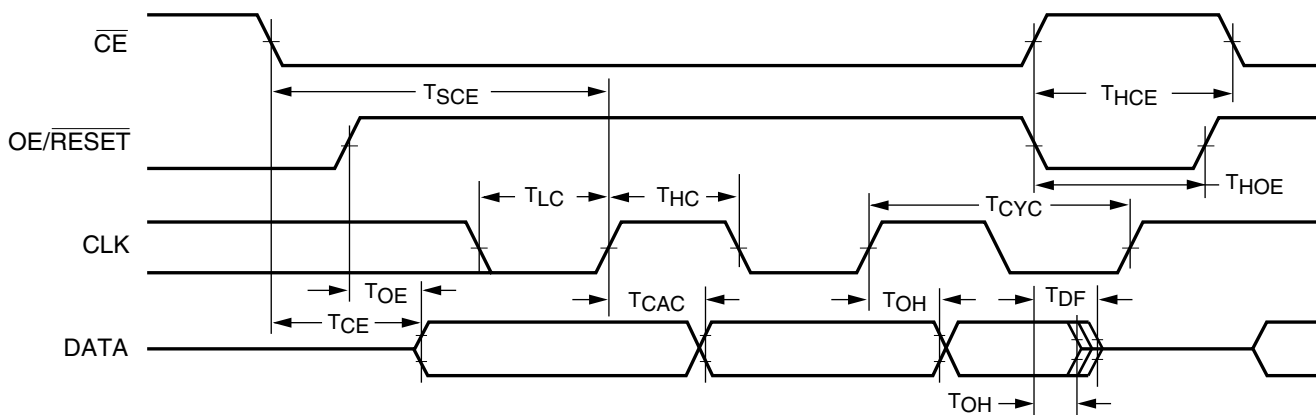 CE
TSCE
THCE
OE/RESET
TLC
THC
TCYC
THOE
CLK
TOE
TCE
TCAC
TOH
TDF
DATA
TOH